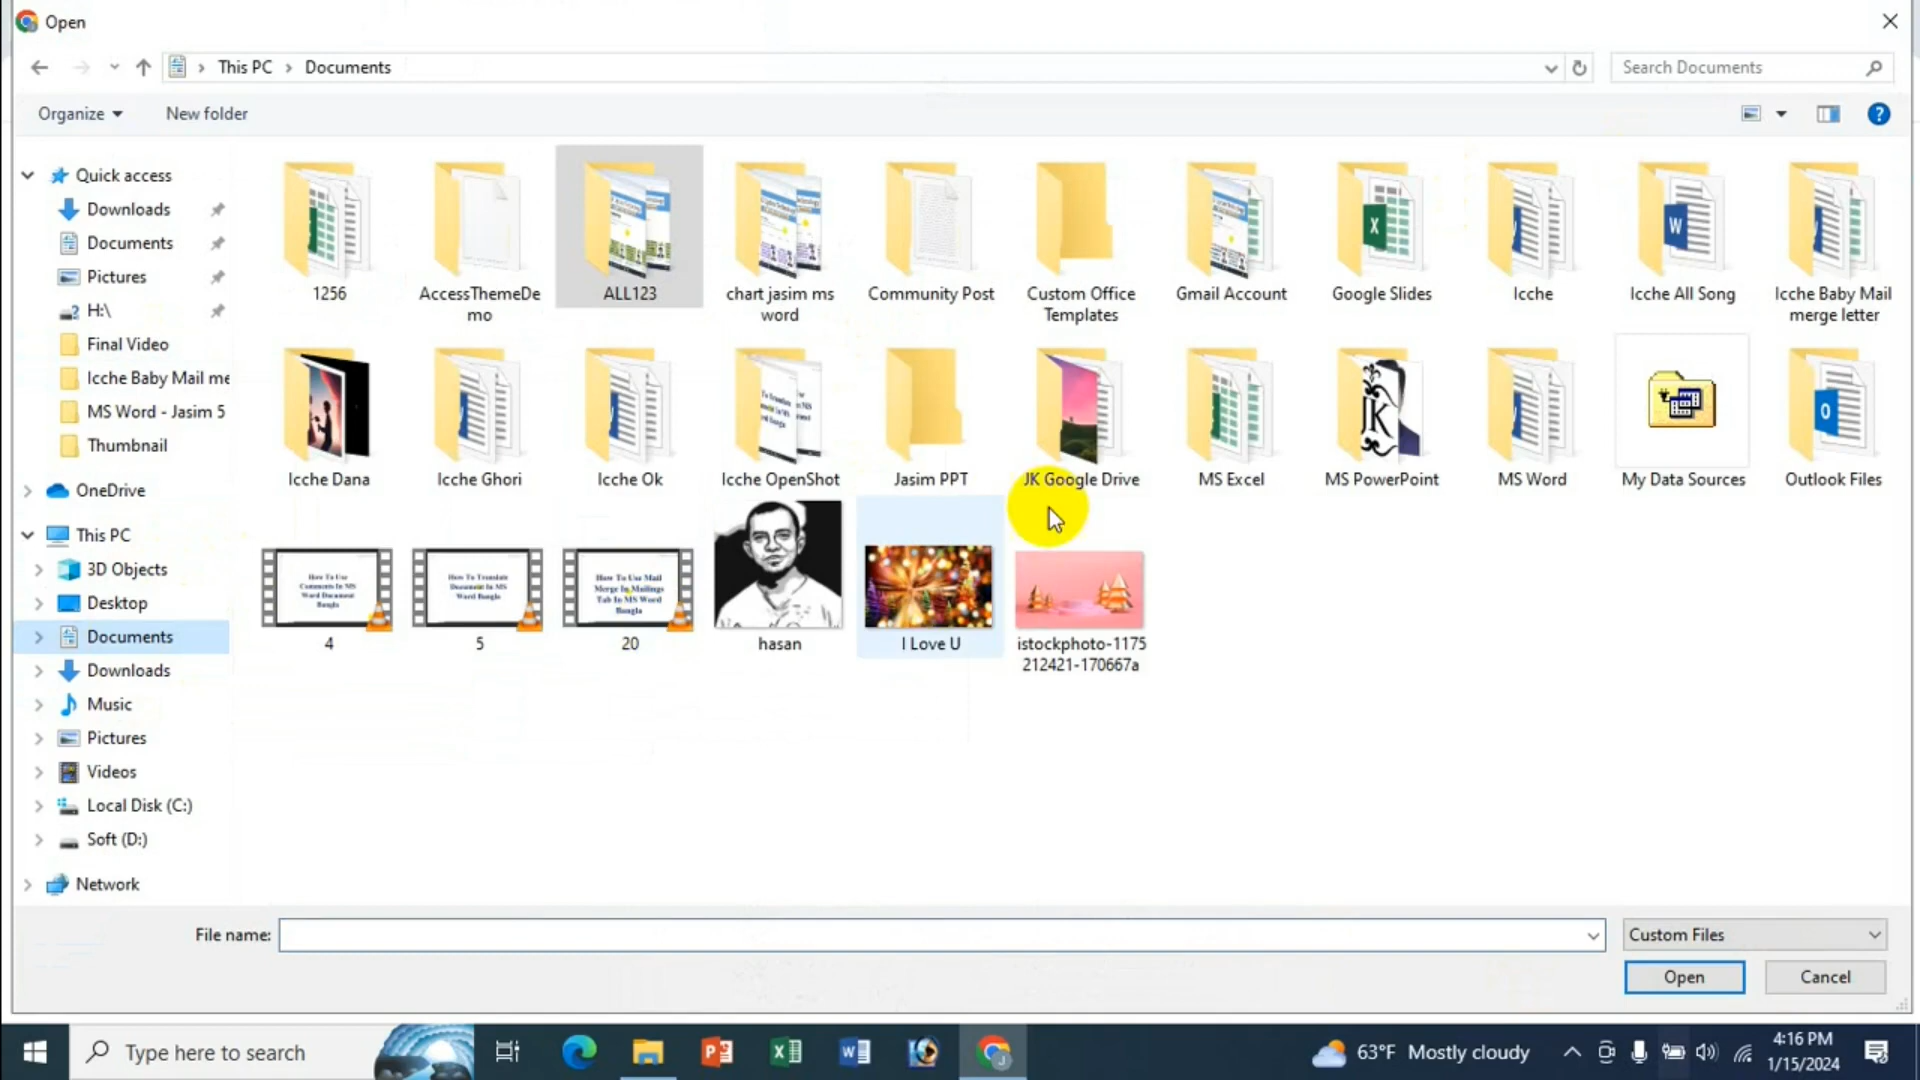 Open
This PC
Documents
Search Documents
Organize
New folder
Quick access
Downloads
Documents
Pictures
H:\
Final Video
Icche Baby Mail me
MS Word - Jasim 5
Thumbnail
OneDrive
This PC
3D Objects
Desktop
Documents
Downloads
Music
Pictures
Videos
Local Disk (C:)
Soft (D:)
Network
1256
AccessThemeDe
mo
ALL123
chart jasim ms
word
Community Post
Custom Office
Templates
Gmail Account
Google Slides
Icche
Icche All Song
Icche Baby Mail
merge letter
Icche Dana
Icche Ghori
Icche Ok
Icche OpenShot
Jasim PPT
JK Google Drive
MS Excel
JK
MS PowerPoint
MS Word
My Data Sources
Outlook Files
How To Use
Comments In MS
Word Document
Bangla
4
How To Translate
Document In MS
Word Bangla
5
How To Use Mail
Merge In Mailings
Tab In MS Word
Bangla
20
hasan
I Love U
istockphoto-1175
212421-170667a
File name:
Custom Files
Open
Cancel
Type here to search
63°F Mostly cloudy
4:16 PM
1/15/2024